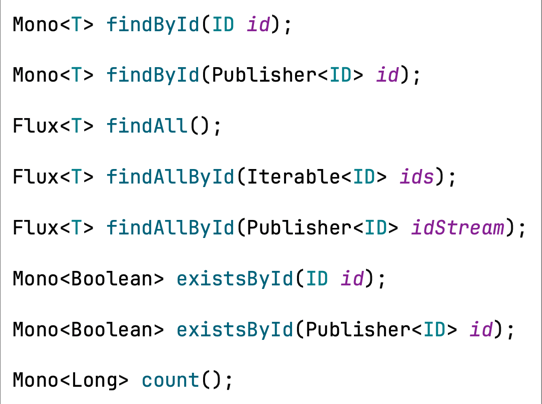 Mono<T> findById(ID id);
Mono<T> findById(Publisher<ID> id);
Flux<T> findAll();
Flux<T> findAllById(Iterable<ID> ids);
Flux<T> findAllById(Publisher<ID> idStream);
Mono<Boolean> existsById(ID id);
Mono<Boolean> existsById(Publisher<ID> id);
Mono<Long> count();